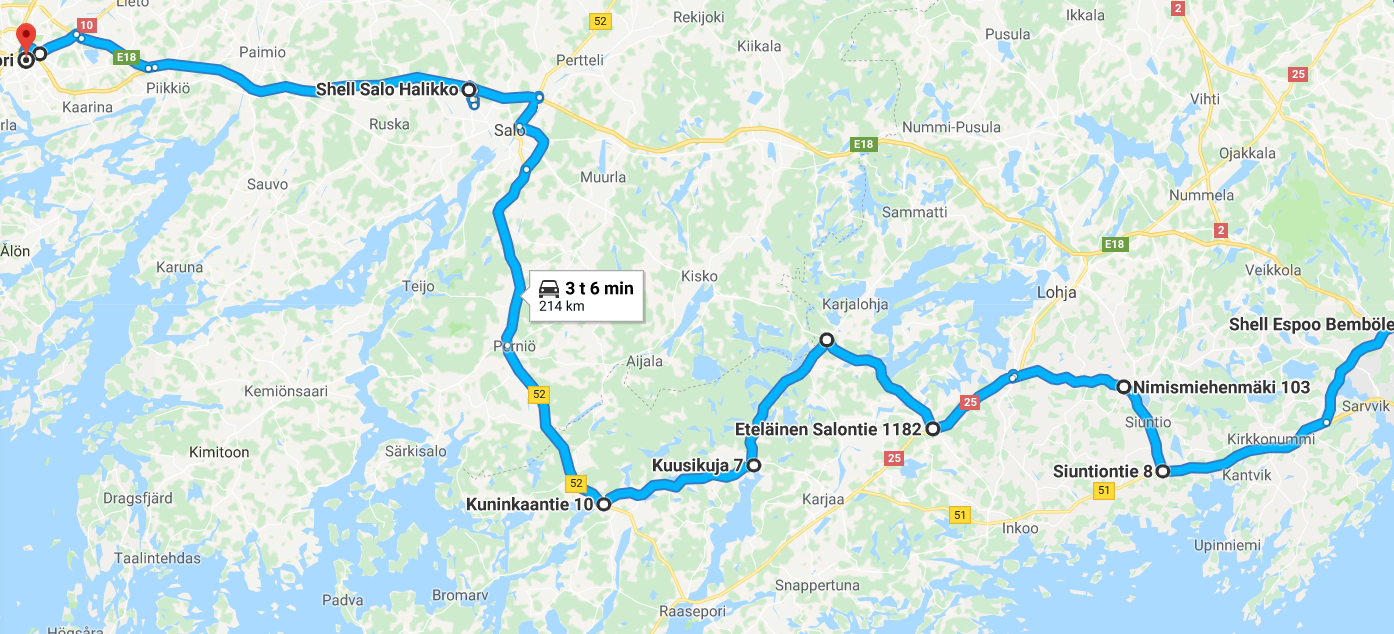 Lieto
10
52
Rekijoki
2
Ikkala
Pusula
Kiikala
Paimio
E18
Pertteli
ori
Piikkiö
Shell Salo Halikko
25
Kaarina
Vihti
rla
Ruska
Salo
Nummi-Pusula
E18
Ojakkala
Muurla
Sauvo
Nummela
Sammatti
2
Ålön
E18
Karuna
Kisko
Veikkola
Teijo
3 t 6 min
214 km
Lohja
Karjalohja
Shell Espoo Bemböle
Perniö
Aijala
Kemiönsaari
52
Nimismiehenmäki 103
25
Sarvvik
Siuntio
Eteläinen Salontie 1182
Kirkkonummi
Kimitoon
Särkisalo
25
Kuusikuja 7
Siuntiontie 8
Kantvik
52
51
Dragsfjärd
Kuninkaantie 10
Karjaa
51
Inkoo
Upinniemi
Taalintehdas
Snappertuna
Padva
Bromarv
Raasepori
Högsåra